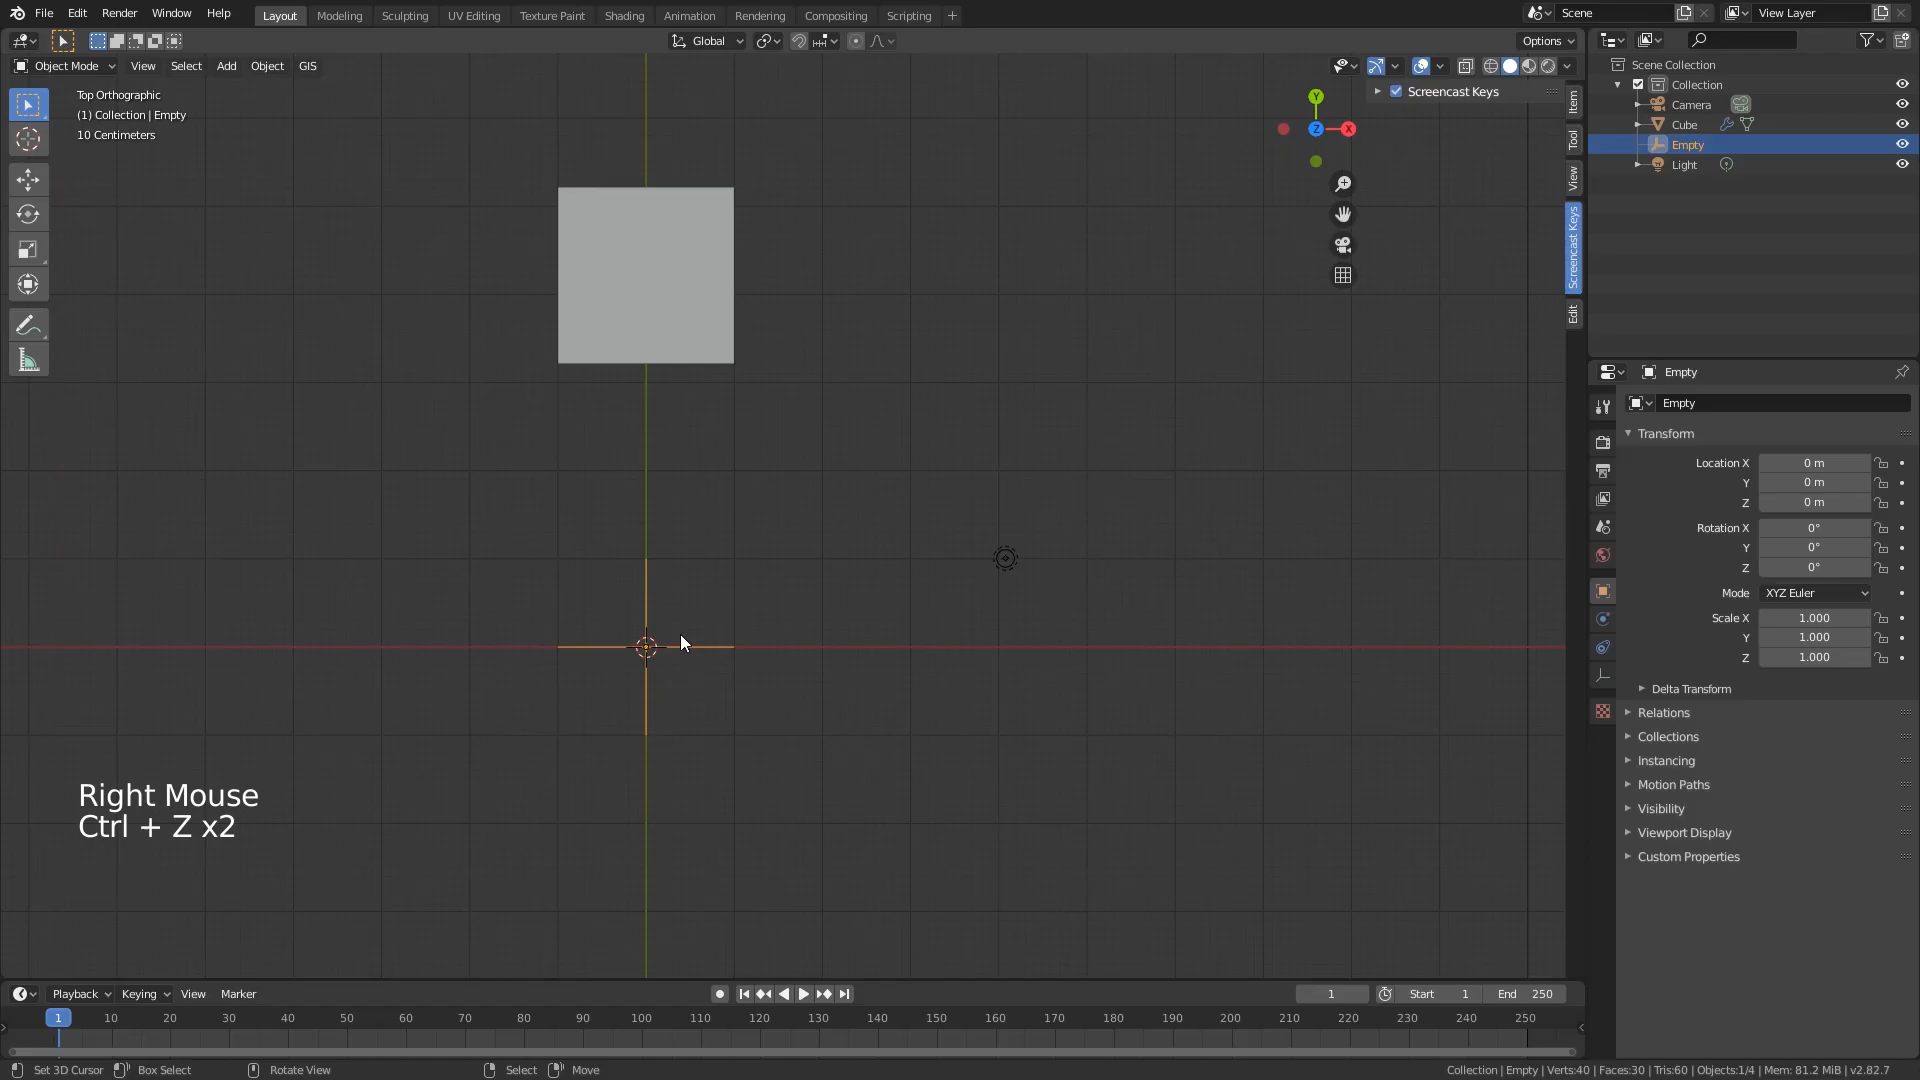 File Edit Render Window Help Layout Modeling Sculpting UV Editing Texture Paint Shading Animation Rendering Compositing Scripting + Scene View Layer
Global Options
Object Mode View Select Add Object GIS
Top Orthographic
(1) Collection | Empty
10 Centimeters
Screencast Keys
Y
Z
X
Item
Tool
View
Screencast Keys
Edit
Right Mouse
Ctrl + Z x2
Scene Collection
Collection
Camera
Cube
Empty
Light
Empty
Empty
Transform
Location X 0 m
Y 0 m
Z 0 m
Rotation X 0°
Y 0°
Z 0°
Mode XYZ Euler
Scale X 1.000
Y 1.000
Z 1.000
Delta Transform
Relations
Collections
Instancing
Motion Paths
Visibility
Viewport Display
Custom Properties
Playback Keying View Marker 1 Start 1 End 250
1 10 20 30 40 50 60 70 80 90 100 110 120 130 140 150 160 170 180 190 200 210 220 230 240 250
Set 3D Cursor Box Select Rotate View Select Move Collection | Empty | Verts:40 | Faces:30 | Tris:60 | Objects:1/4 | Mem: 81.2 MiB | v2.82.7